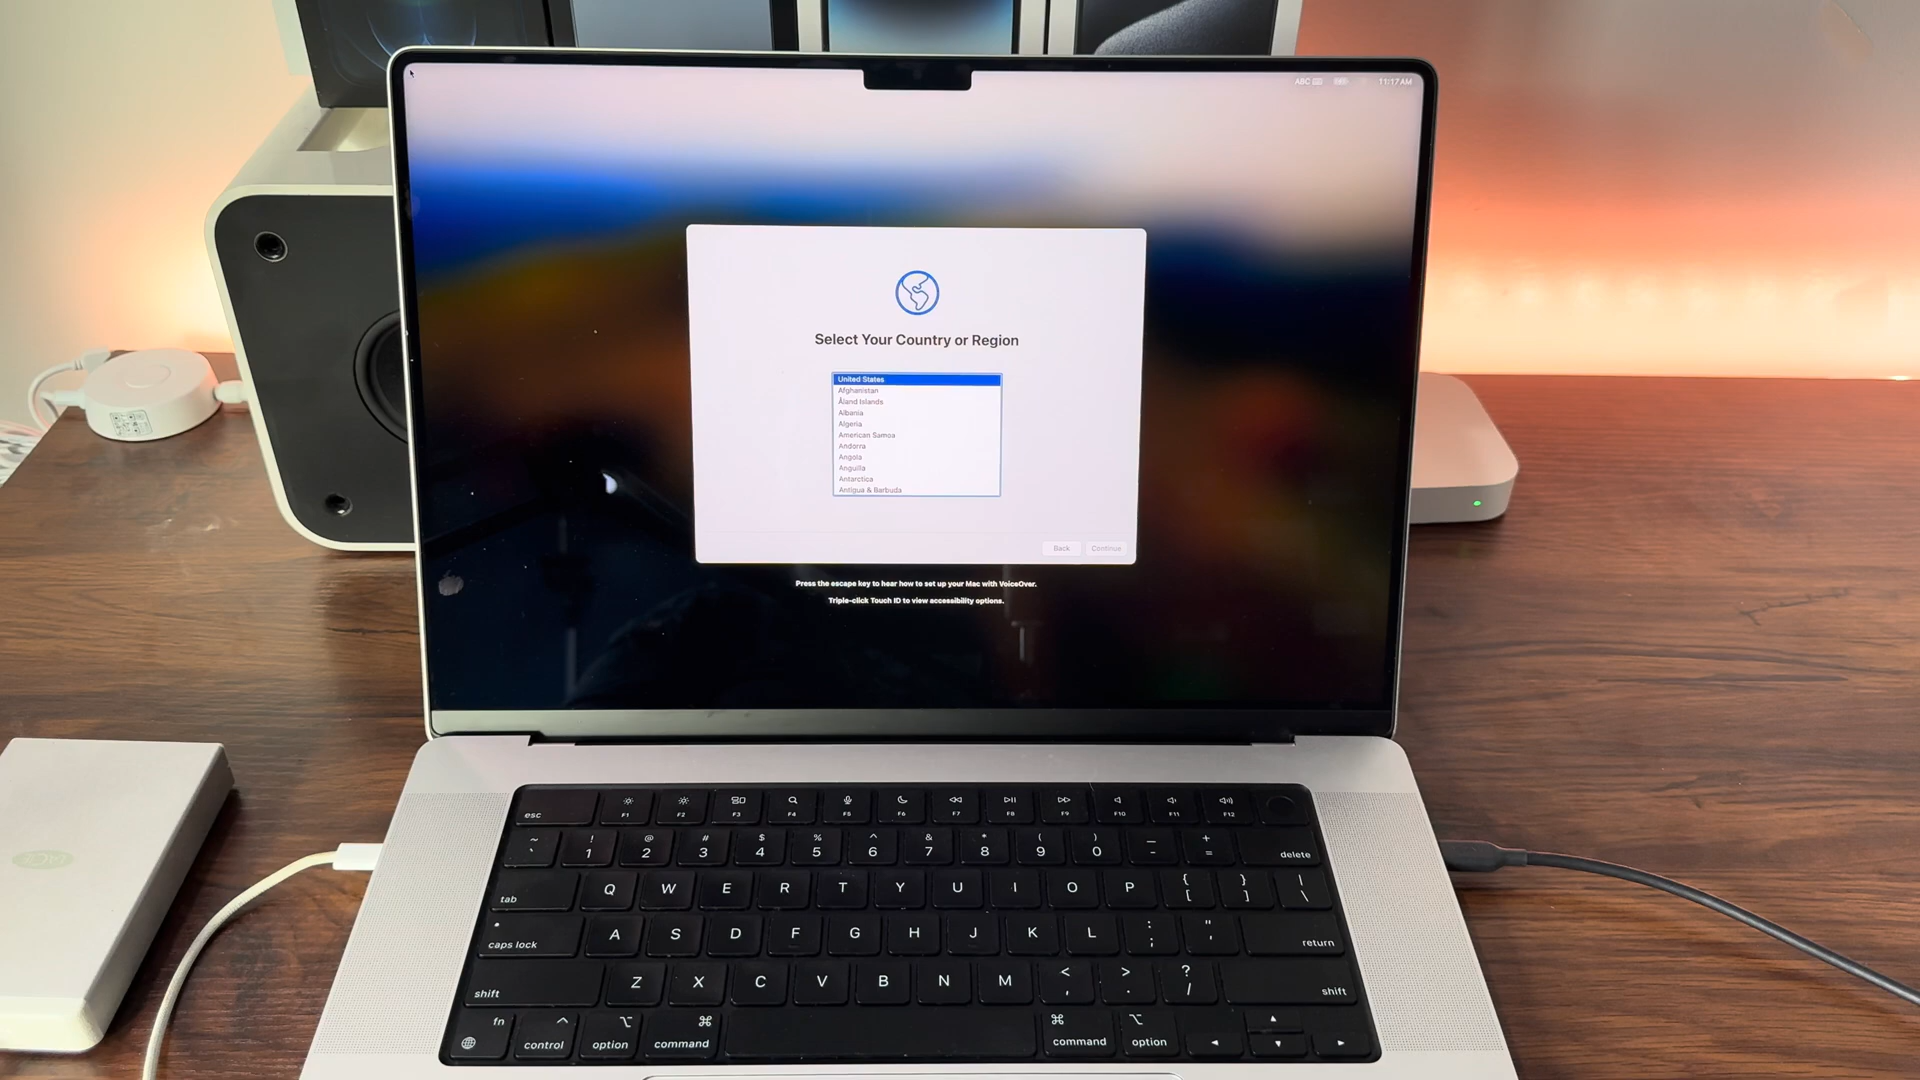 ABC
11:17 AM
Select Your Country or Region
United States
Afghanistan
Åland Islands
Albania
Algeria
American Samoa
Andorra
Angola
Anguilla
Antarctica
Antigua & Barbuda
Back
Continue
Press the escape key to hear how to set up your Mac with VoiceOver.
Triple-click Touch ID to view accessibility options.
esc F1 F2 F3 F4 F5 F6 F7 F8 F9 F10 F11 F12
~ ! @ # $ % ^ & * ( ) — +
` 1 2 3 4 5 6 7 8 9 0 - = delete
tab Q W E R T Y U I O P { [ } ] | \
caps lock A S D F G H J K L : ; " ' return
shift Z X C V B N M < , > . ? / shift
fn control option command command option